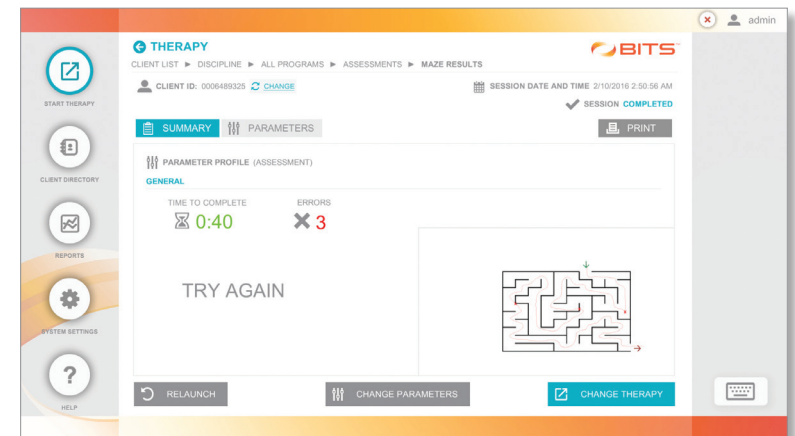 admin
THERAPY
BITS
CLIENT LIST ► DISCIPLINE ► ALL PROGRAMS ► ASSESSMENTS ► MAZE RESULTS
CLIENT ID: 0006489325 CHANGE
SESSION DATE AND TIME 2/10/2016 2:50:56 AM
SESSION COMPLETED
START THERAPY
SUMMARY
PARAMETERS
PRINT
PARAMETER PROFILE (ASSESSMENT)
GENERAL
CLIENT DIRECTORY
TIME TO COMPLETE
ERRORS
0:40
3
REPORTS
TRY AGAIN
SYSTEM SETTINGS
?
HELP
RELAUNCH
CHANGE PARAMETERS
CHANGE THERAPY